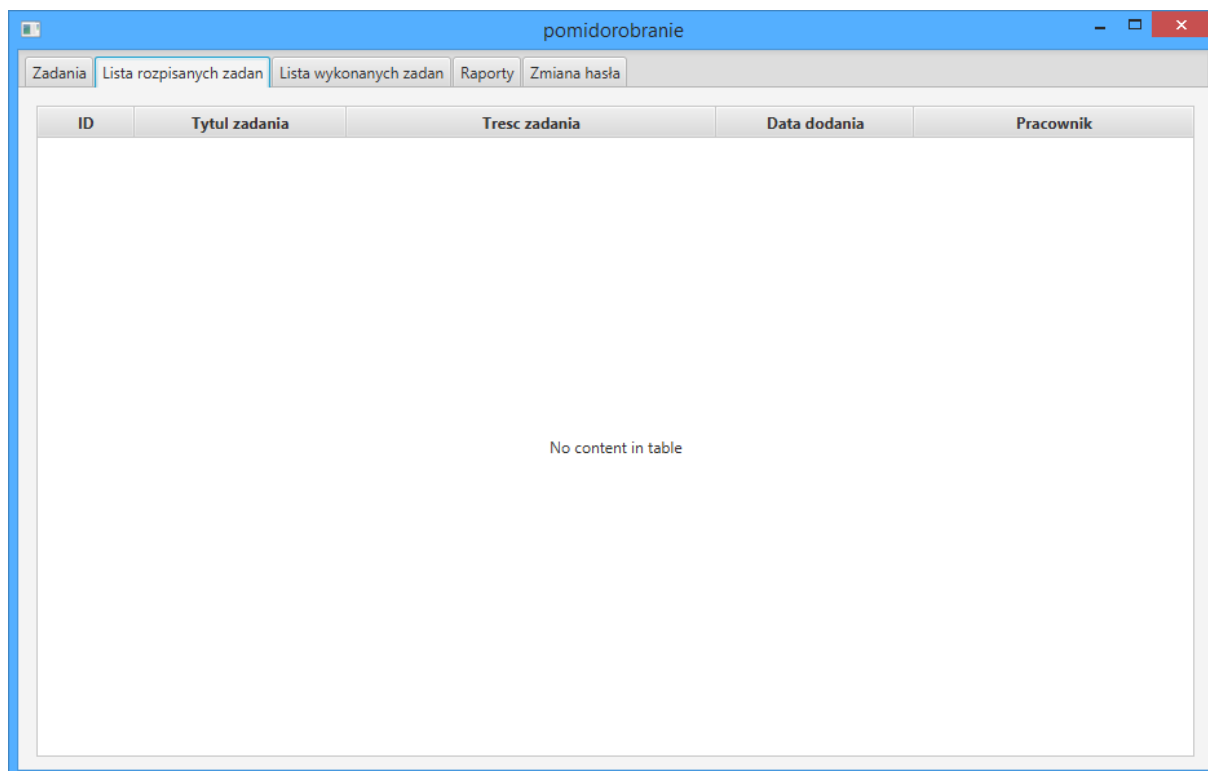 pomidorobranie
Zadania Lista rozpisanych zadan Lista wykonanych zadan Raporty Zmiana hasła
ID Tytul zadania Tresc zadania Data dodania Pracownik
No content in table